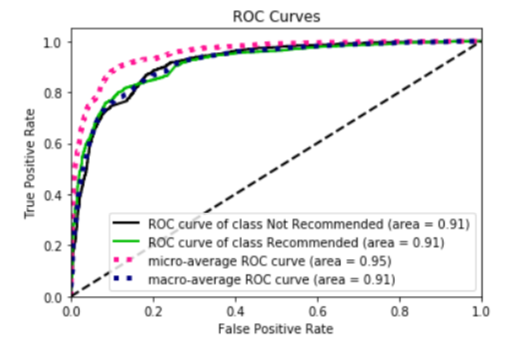 ROC Curves
True Positive Rate
1.0
0.8
0.6
0.4
0.2
0.0
ROC curve of class Not Recommended (area = 0.91)
ROC curve of class Recommended (area = 0.91)
micro-average ROC curve (area = 0.95)
macro-average ROC curve (area = 0.91)
0.0 0.2 0.4 0.6 0.8 1.0
False Positive Rate